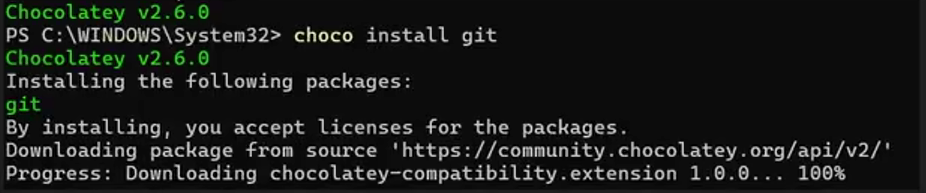 Chocolatey v2.6.0
PS C:\WINDOWS\System32> choco install git
Chocolatey v2.6.0
Installing the following packages:
git
By installing, you accept licenses for the packages.
Downloading package from source 'https://community.chocolatey.org/api/v2/'
Progress: Downloading chocolatey-compatibility.extension 1.0.0... 100%